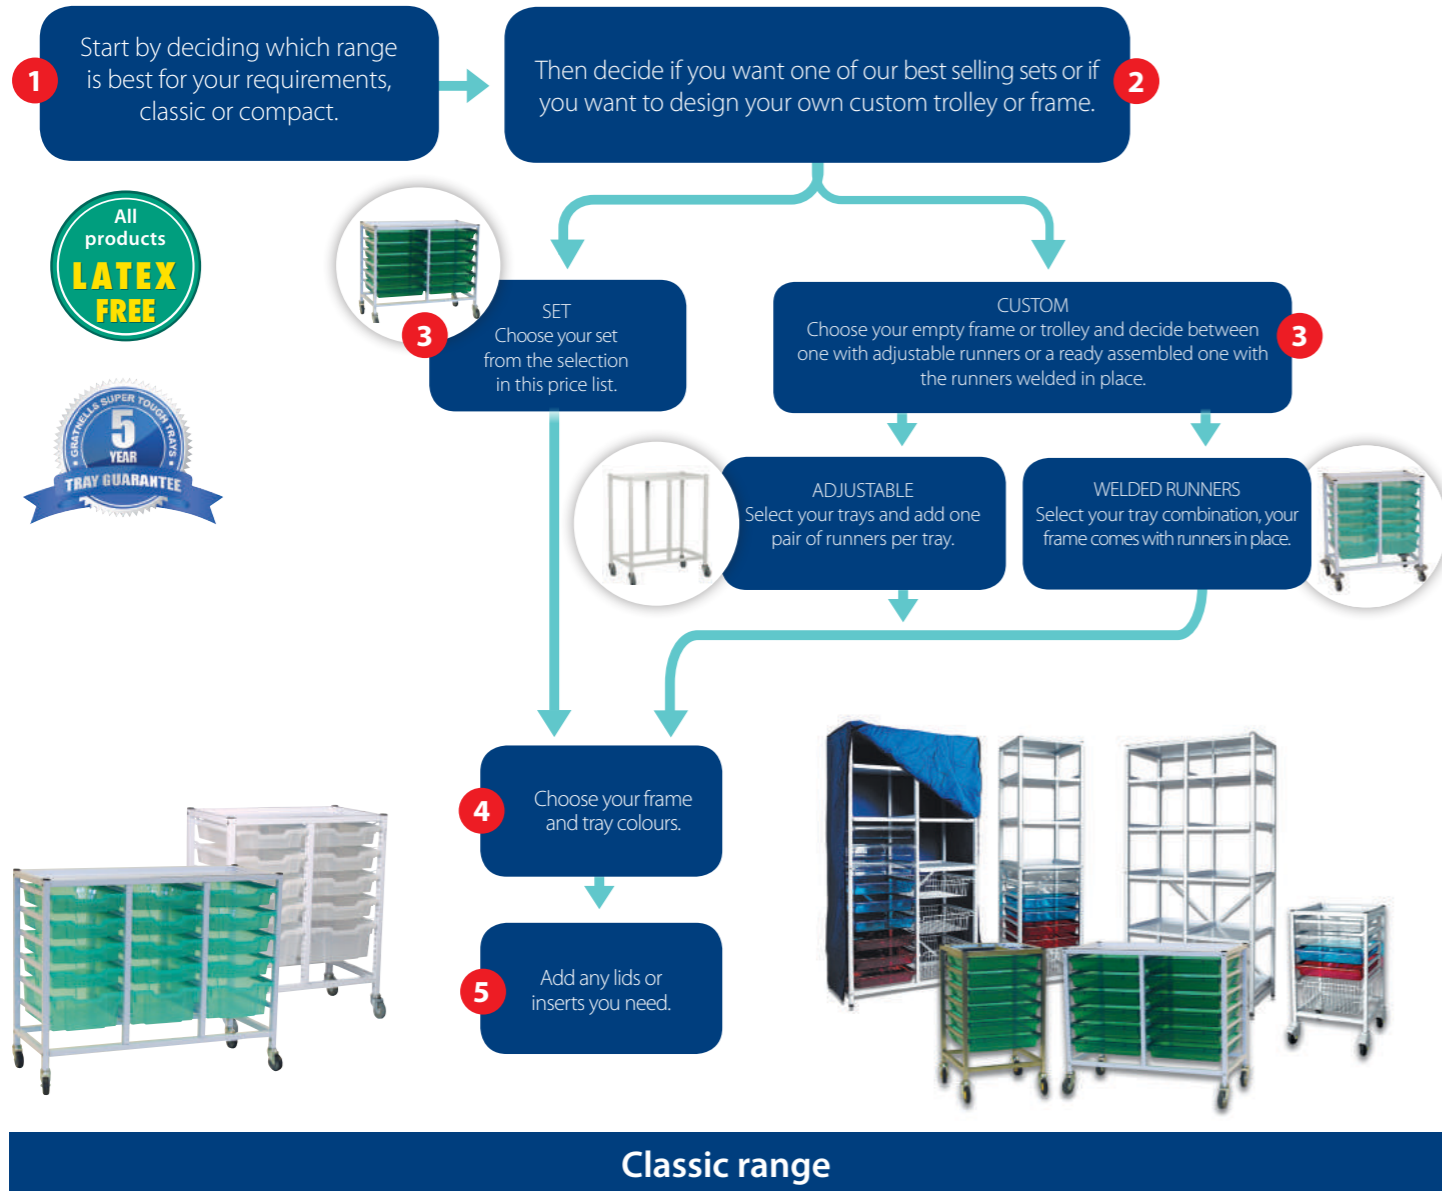 1
Start by deciding which range
is best for your requirements,
classic or compact.
Then decide if you want one of our best selling sets or if
you want to design your own custom trolley or frame.
2
All
products
LATEX
FREE
3
SET
Choose your set
from the selection
in this price list.
CUSTOM
Choose your empty frame or trolley and decide between
one with adjustable runners or a ready assembled one with
the runners welded in place.
3
GRATNELLS SUPER TOUGH TRAYS
5
YEAR
TRAY GUARANTEE
ADJUSTABLE
Select your trays and add one
pair of runners per tray.
WELDED RUNNERS
Select your tray combination, your
frame comes with runners in place.
4
Choose your frame
and tray colours.
5
Add any lids or
inserts you need.
Classic range